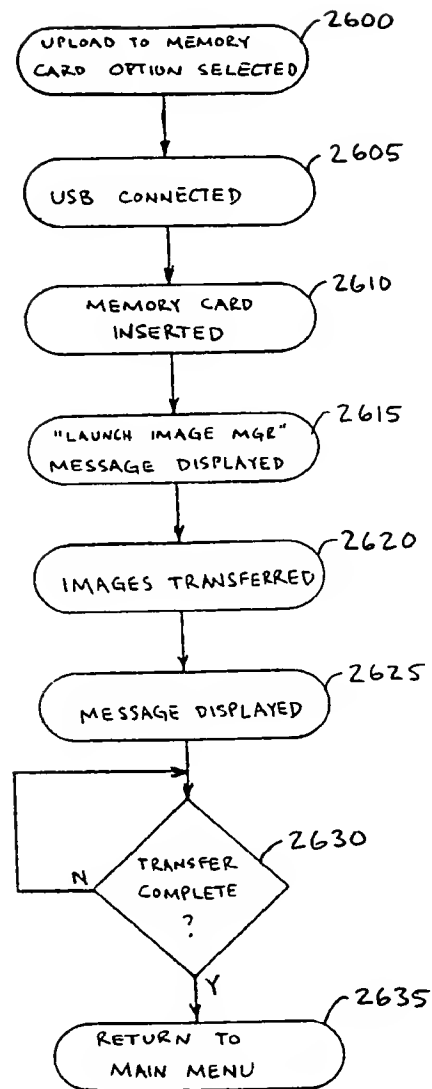 UPLOAD TO MEMORY
CARD OPTION SELECTED
2600
USB CONNECTED
2605
MEMORY CARD
INSERTED
2610
"LAUNCH IMAGE MGR"
MESSAGE DISPLAYED
2615
IMAGES TRANSFERRED
2620
MESSAGE DISPLAYED
2625
TRANSFER
COMPLETE
?
2630
N
Y
RETURN TO
MAIN MENU
2635